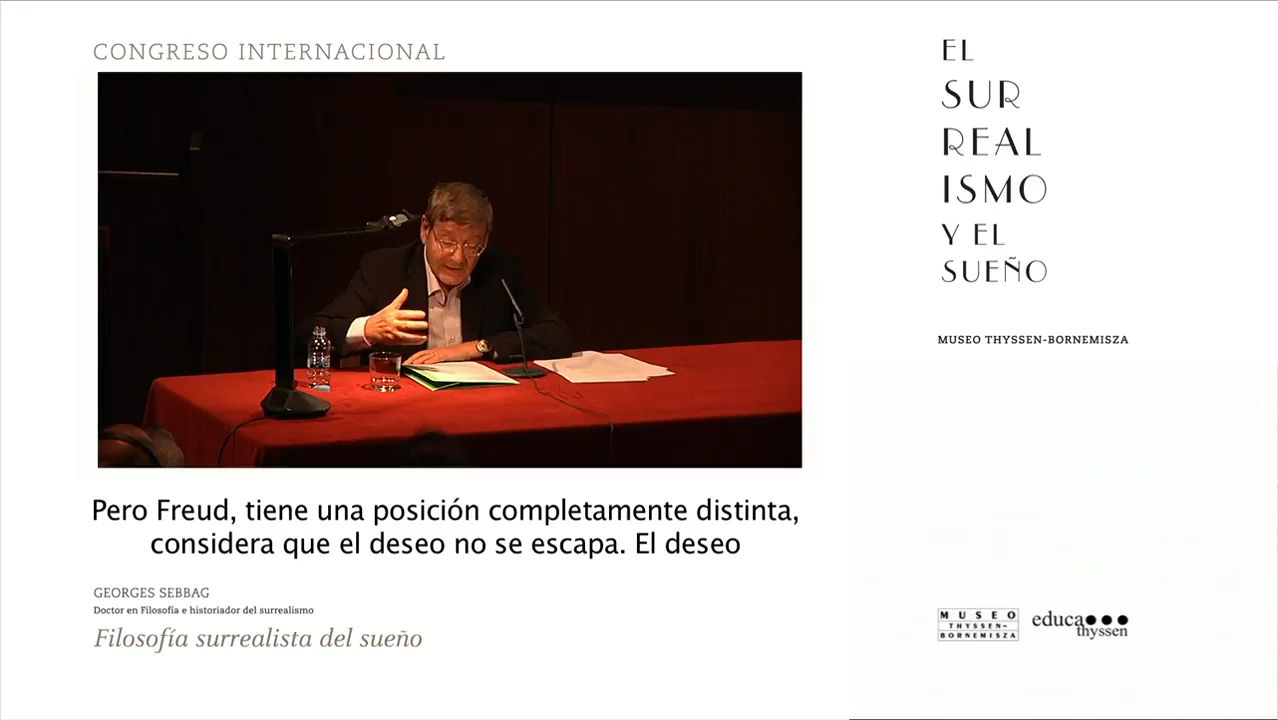 CONGRESO INTERNACIONAL
EL
SUR
REAL
ISMO
Y EL
SUEÑO
MUSEO THYSSEN-BORNEMISZA
Pero Freud, tiene una posición completamente distinta,
considera que el deseo no se escapa. El deseo
GEORGES SEBBAG
Doctor en Filosofía e historiador del surrealismo
Filosofía surrealista del sueño
MUSEO
THYSSEN-
BORNEMISZA
educa
thyssen